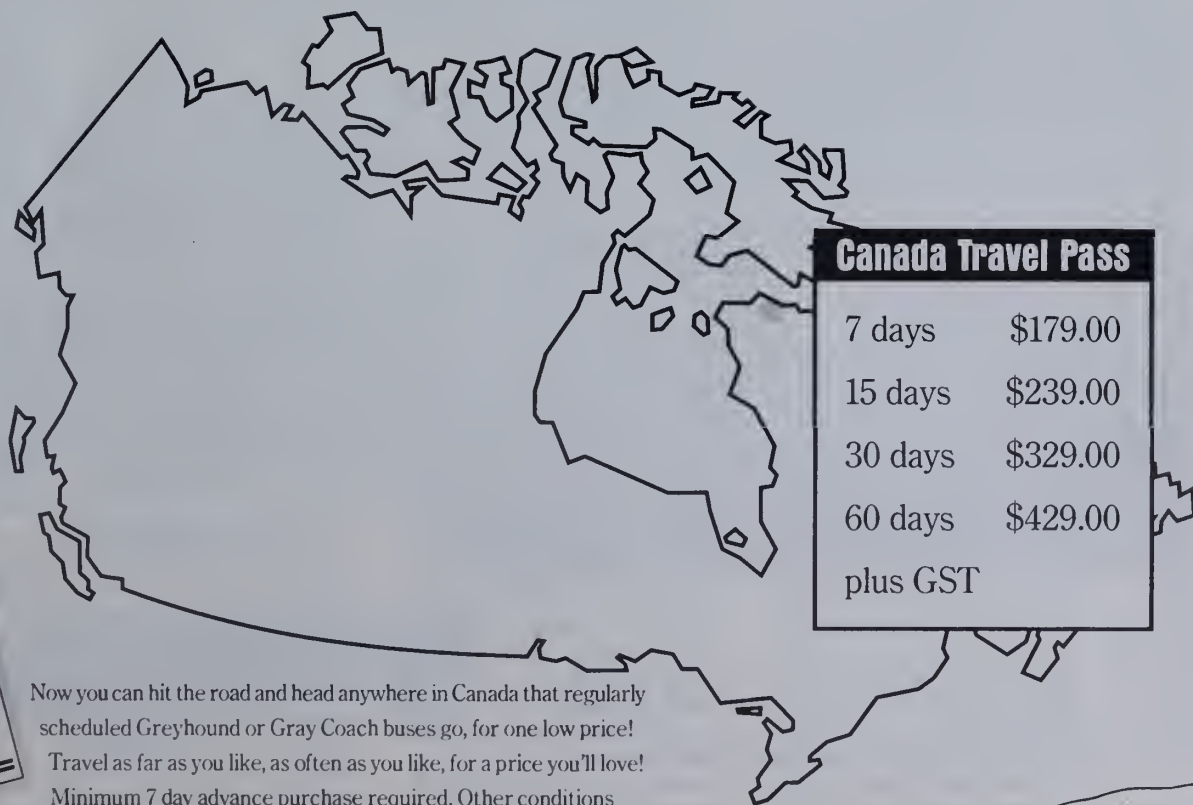 Canada Travel Pass
7 days $179.00
15 days $239.00
30 days $329.00
60 days $429.00
plus GST
Now you can hit the road and head anywhere in Canada that regularly
scheduled Greyhound or Gray Coach buses go, for one low price!
Travel as far as you like, as often as you like, for a price you'll love!
Minimum 7 day advance purchase required. Other conditions